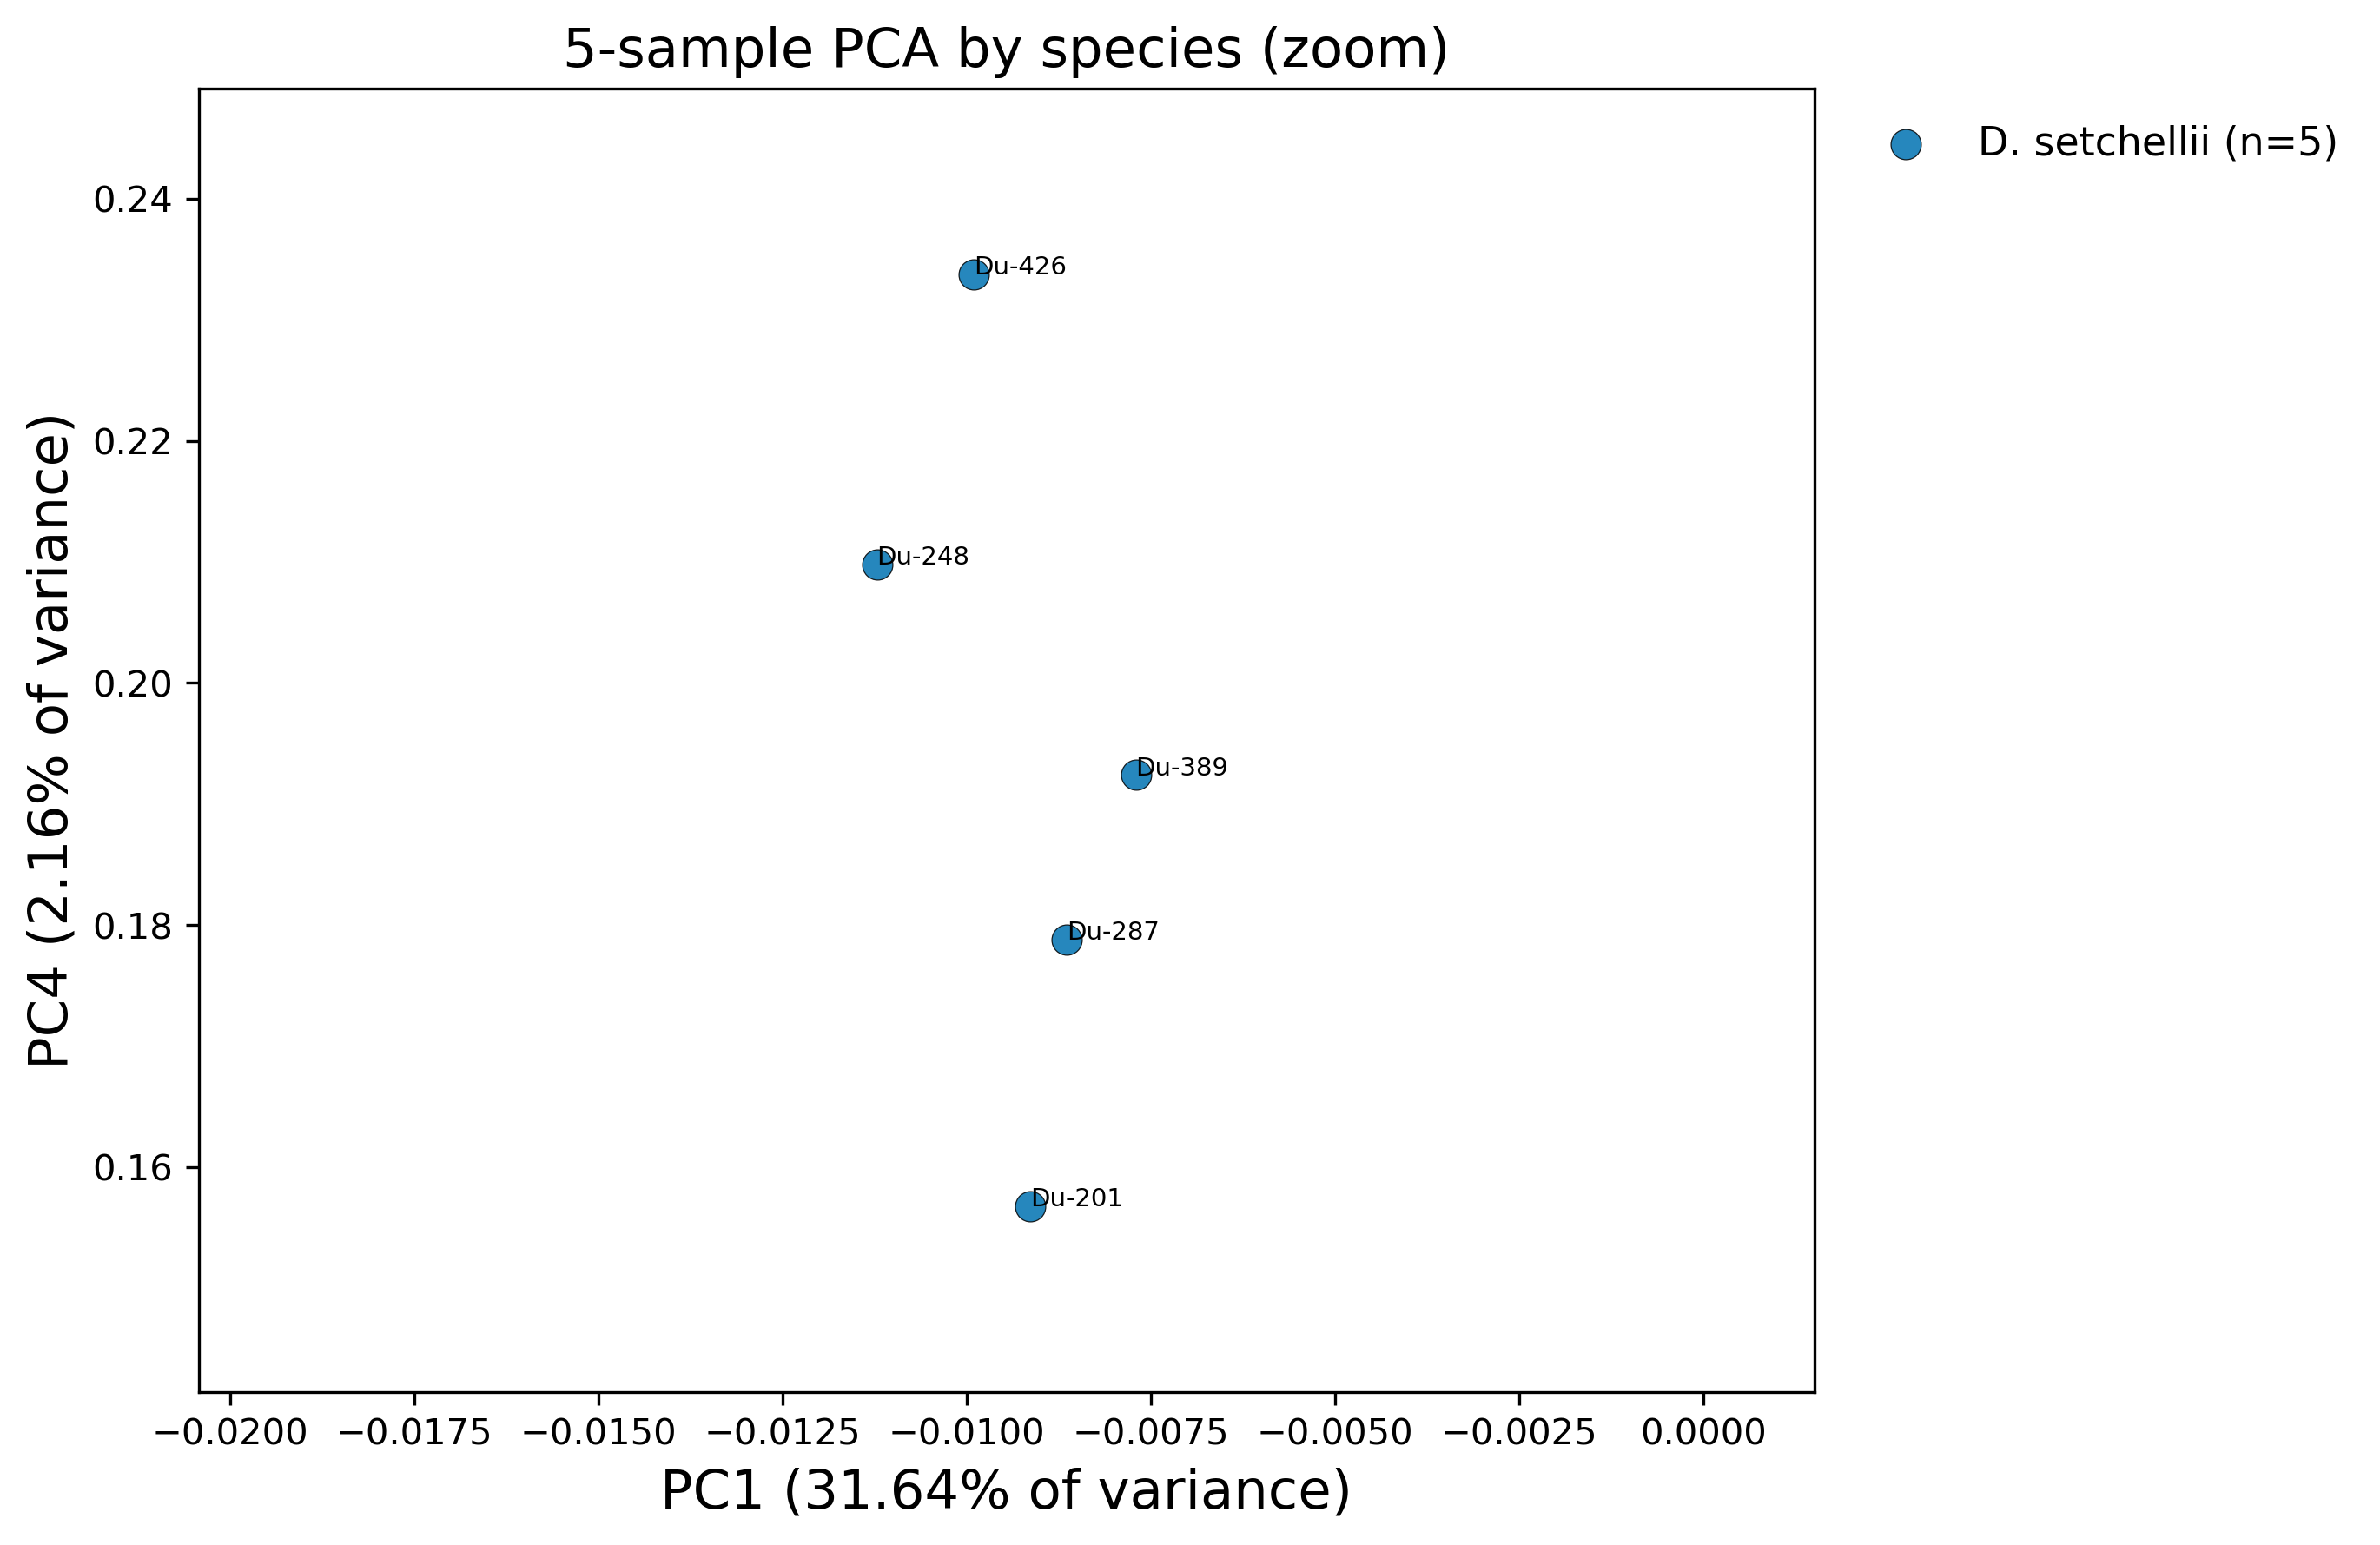 5-sample PCA by species (zoom)
D. setchellii (n=5)
PC4 (2.16% of variance)
0.24
0.22
0.20
0.18
0.16
Du-426
Du-248
Du-389
Du-287
Du-201
−0.0200 −0.0175 −0.0150 −0.0125 −0.0100 −0.0075 −0.0050 −0.0025 0.0000
PC1 (31.64% of variance)